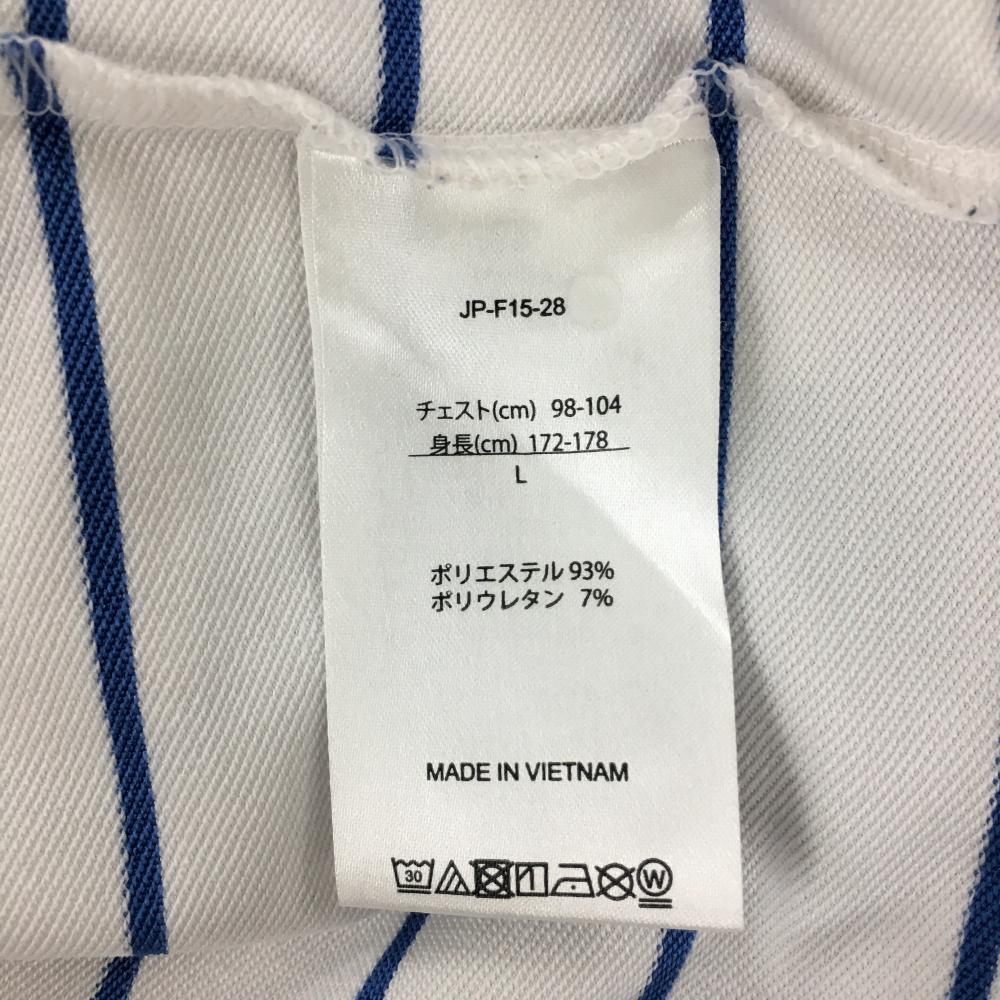 JP-F15-28
チェスト(cm) 98-104
身長(cm) 172-178
L
ポリエステル 93%
ポリウレタン 7%
MADE IN VIETNAM
30 W